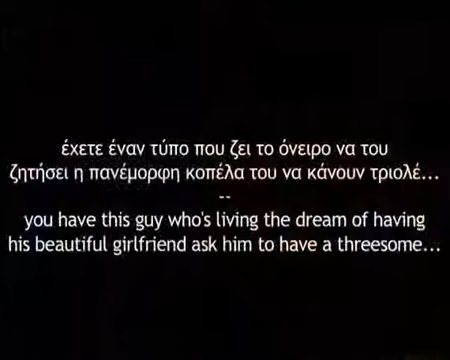 έχετε έναν τύπο που ζει το όνειρο να του
ζητήσει η πανέμορφη κοπέλα του να κάνουν τριολέ...
--
you have this guy who's living the dream of having
his beautiful girlfriend ask him to have a threesome...